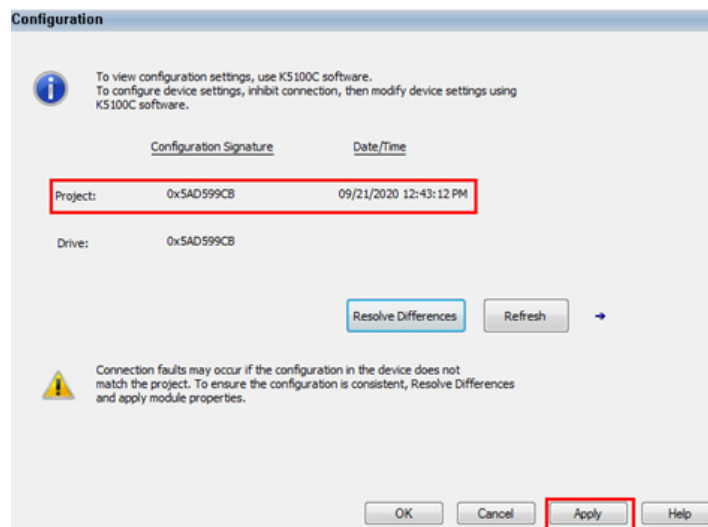 Configuration
To view configuration settings, use K5100C software.
To configure device settings, inhibit connection, then modify device settings using
K5100C software.
Configuration Signature Date/Time
Project: 0x5AD599CB 09/21/2020 12:43:12 PM
Drive: 0x5AD599CB
Resolve Differences Refresh
Connection faults may occur if the configuration in the device does not
match the project. To ensure the configuration is consistent, Resolve Differences
and apply module properties.
OK Cancel Apply Help